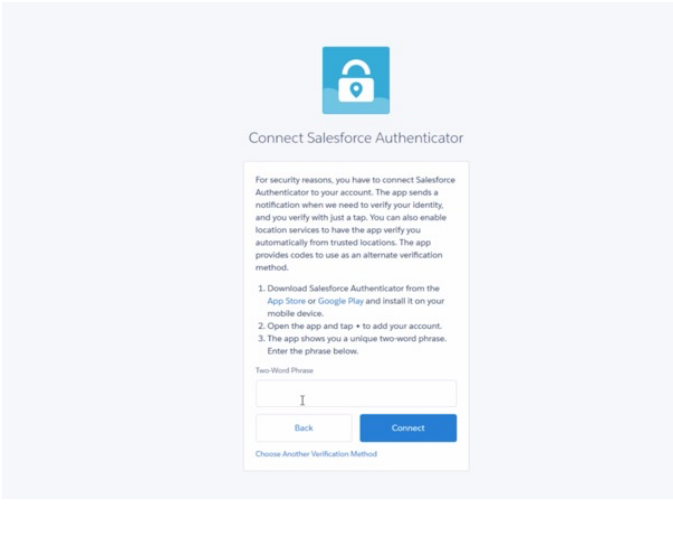 Connect Salesforce Authenticator
For security reasons, you have to connect Salesforce
Authenticator to your account. The app sends a
notification when we need to verify your identity,
and you verify with just a tap. You can also enable
location services to have the app verify you
automatically from trusted locations. The app
provides codes to use as an alternate verification
method.
1. Download Salesforce Authenticator from the
App Store or Google Play and install it on your
mobile device.
2. Open the app and tap + to add your account.
3. The app shows you a unique two-word phrase.
Enter the phrase below.
Two-Word Phrase
Back Connect
Choose Another Verification Method